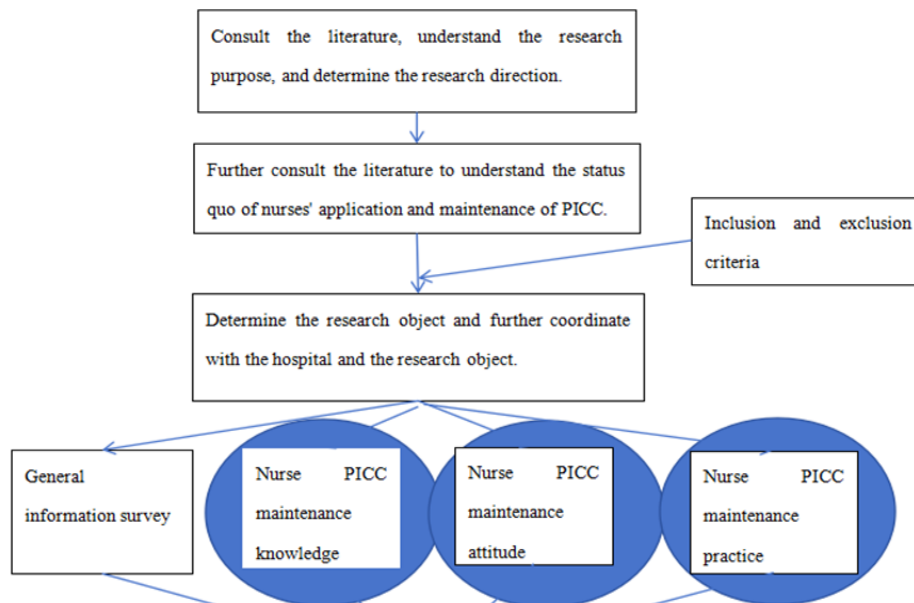 Consult the literature, understand the research
purpose, and determine the research direction.
Further consult the literature to understand the status
quo of nurses' application and maintenance of PICC.
Inclusion and exclusion
criteria
Determine the research object and further coordinate
with the hospital and the research object.
General
information survey
Nurse PICC
maintenance
knowledge
Nurse PICC
maintenance
attitude
Nurse PICC
maintenance
practice